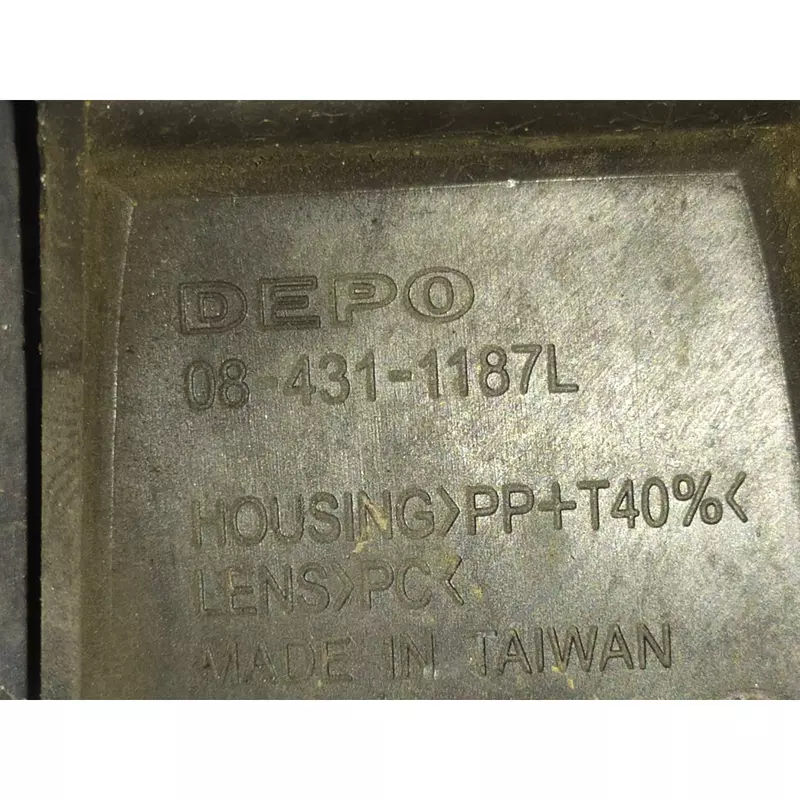 DEPO
08-431-1187L
HOUSING>PP+T40%<
LENS>PC<
MADE IN TAIWAN